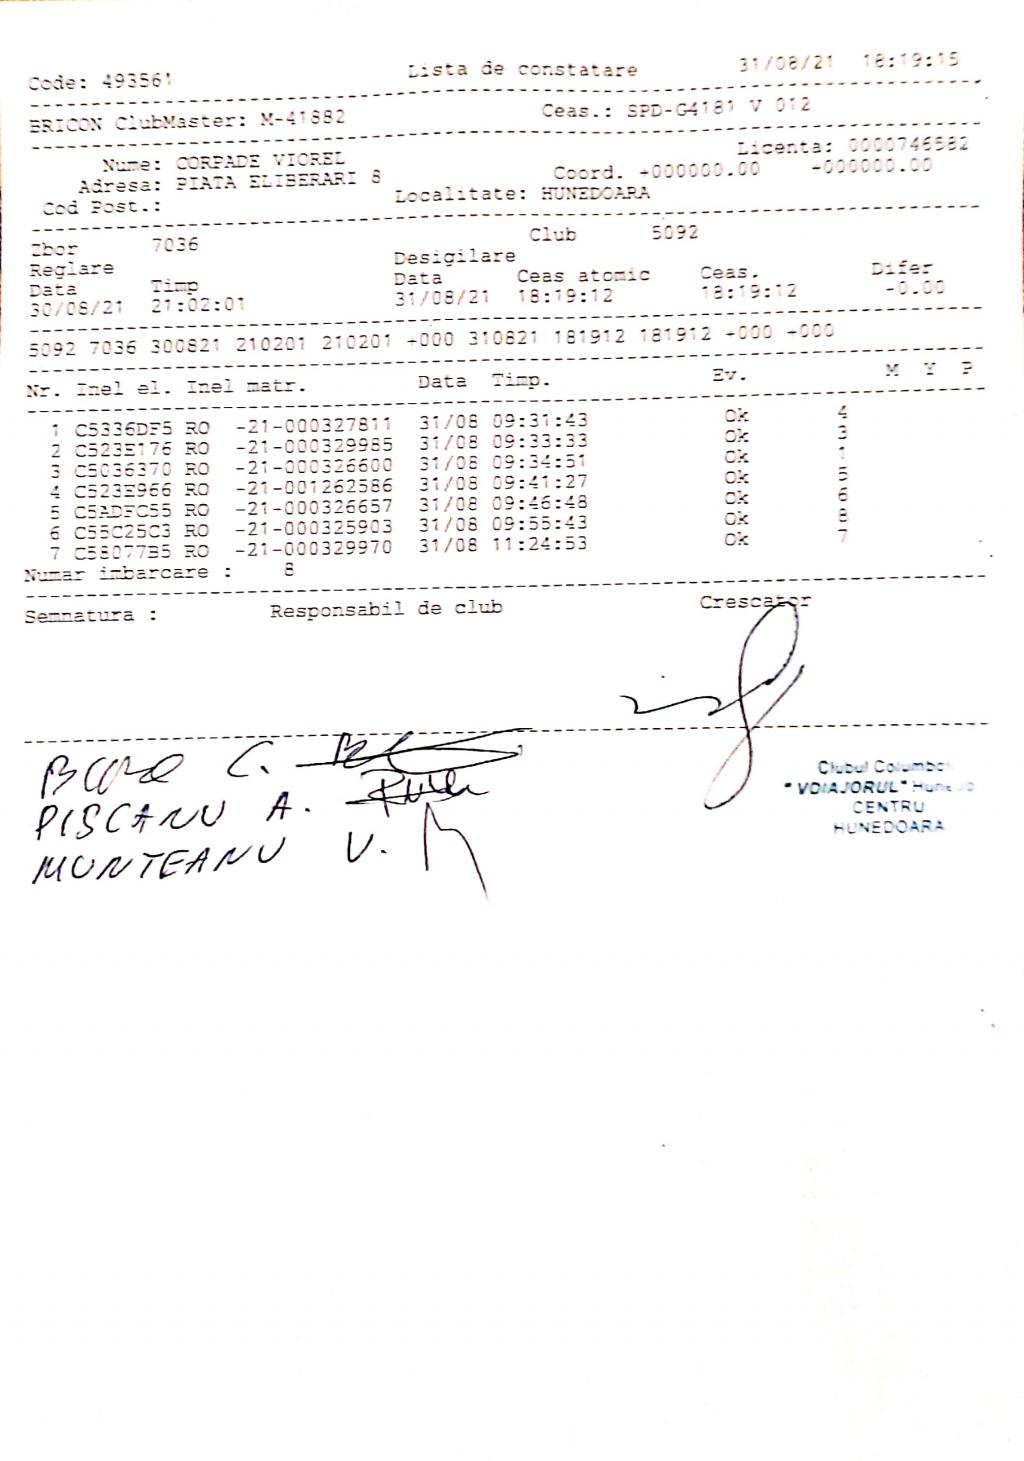 Code: 493561 Lista de constatare 31/08/21 18:19:15
BRICON ClubMaster: M-41882 Ceas.: SPD-G4181 V 012
Nume: CORPADE VIOREL Licenta: 0000746582
Adresa: PIATA ELIBERARI 8 Coord. +000000.00 +000000.00
Cod Post.: Localitate: HUNEDOARA
Zbor 7036 Club 5092
Reglare Desigilare
Data Timp Data Ceas atomic Ceas. Difer
30/08/21 21:02:01 31/08/21 18:19:12 18:19:12 -0.00
5092 7036 300821 210201 210201 +000 310821 181912 181912 +000 +000
Nr. Inel el. Inel matr. Data Timp. Ev. M Y P
1 C5336DF5 RO -21-000327811 31/08 09:31:43 Ok 4
2 C523E176 RO -21-000329985 31/08 09:33:33 Ok 3
3 C5036370 RO -21-000326600 31/08 09:34:51 Ok 1
4 C523E966 RO -21-001262586 31/08 09:41:27 Ok 5
5 C5ADFC55 RO -21-000326657 31/08 09:46:48 Ok 6
6 C55C25C3 RO -21-000325903 31/08 09:55:43 Ok 8
7 C58077B5 RO -21-000329970 31/08 11:24:53 Ok 7
Numar imbarcare : 8
Semnatura : Responsabil de club Crescator
C.
PISCANU A.
MUNTEANU V.
Clubul
"VOIAJORUL"
CENTRU
HUNEDOARA